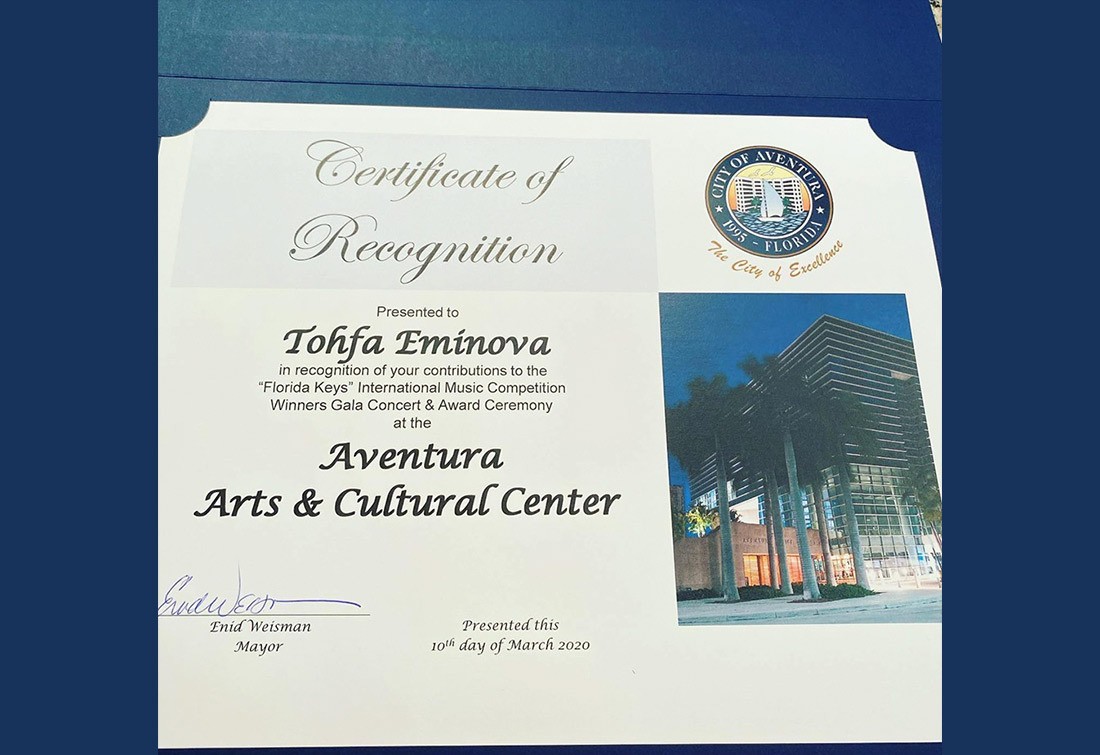 Certificate of
Recognition
Presented to
Tohfa Eminova
in recognition of your contributions to the
“Florida Keys” International Music Competition
Winners Gala Concert & Award Ceremony
at the
Aventura
Arts & Cultural Center
Enid Weisman
Enid Weisman
Mayor
Presented this
10th day of March 2020
CITY OF AVENTURA
1995 - FLORIDA
The City of Excellence